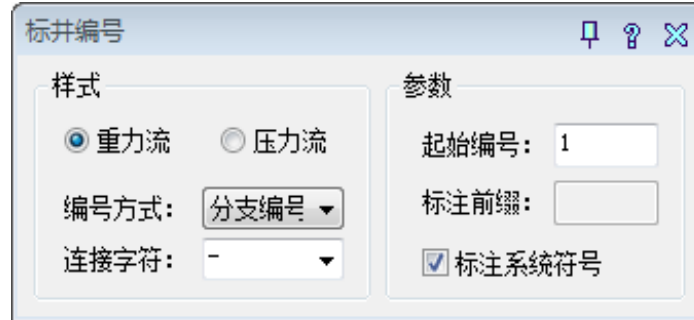 标井编号
样式
重力流 压力流
编号方式： 分支编号
连接字符： -
参数
起始编号： 1
标注前缀：
标注系统符号